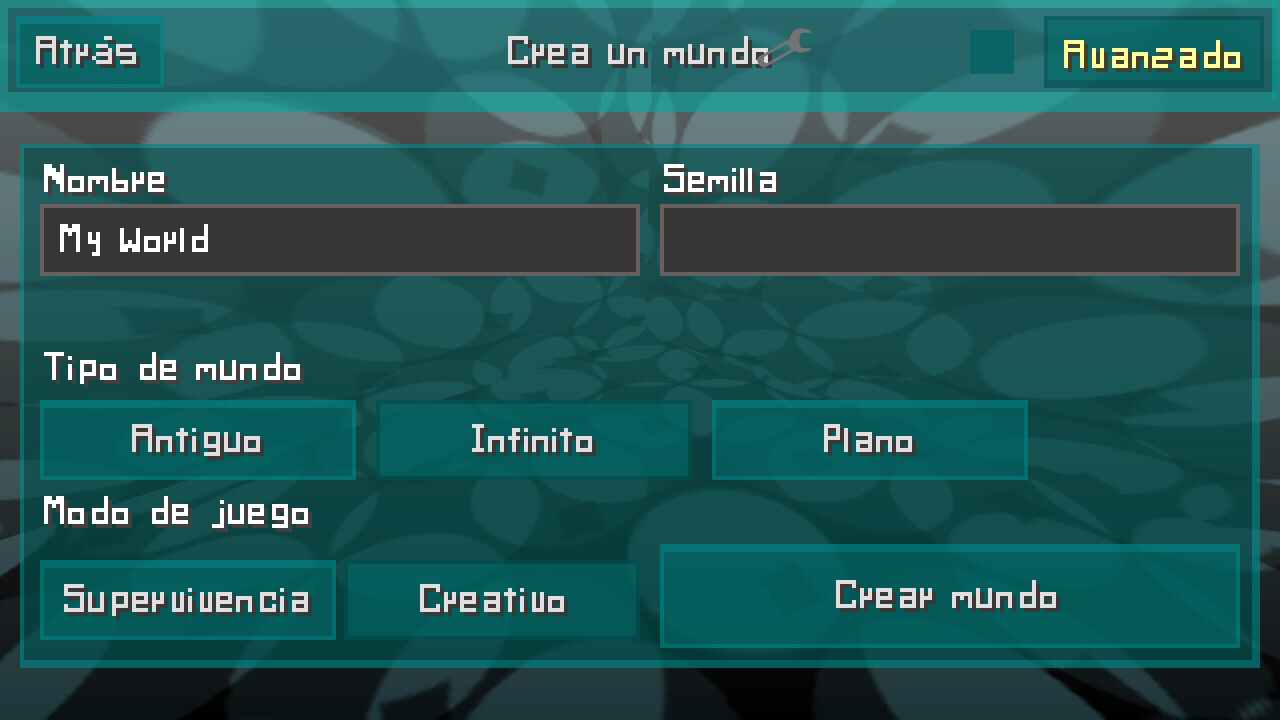 Atrás
Crea un mundo
Avanzado
Nombre
Semilla
My World
Tipo de mundo
Antiguo
Infinito
Plano
Modo de juego
Supervivencia
Creativo
Crear mundo